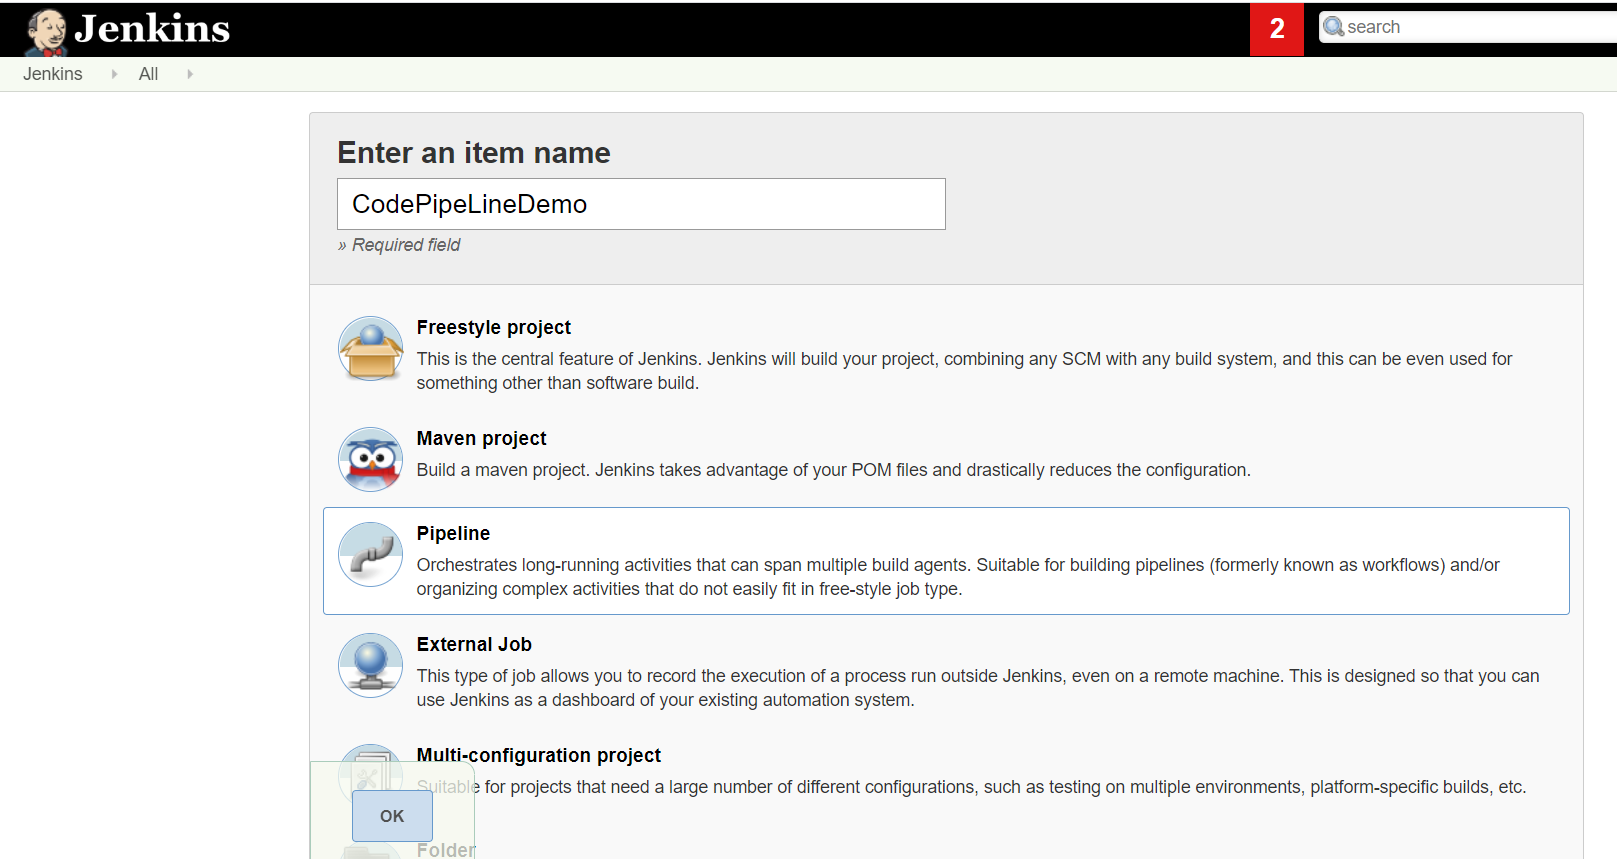 Jenkins
2
search
Jenkins
All
Enter an item name
CodePipeLineDemo
» Required field
Freestyle project
This is the central feature of Jenkins. Jenkins will build your project, combining any SCM with any build system, and this can be even used for
something other than software build.
Maven project
Build a maven project. Jenkins takes advantage of your POM files and drastically reduces the configuration.
Pipeline
Orchestrates long-running activities that can span multiple build agents. Suitable for building pipelines (formerly known as workflows) and/or
organizing complex activities that do not easily fit in free-style job type.
External Job
This type of job allows you to record the execution of a process run outside Jenkins, even on a remote machine. This is designed so that you can
use Jenkins as a dashboard of your existing automation system.
Multi-configuration project
Suitable for projects that need a large number of different configurations, such as testing on multiple environments, platform-specific builds, etc.
OK
Folder